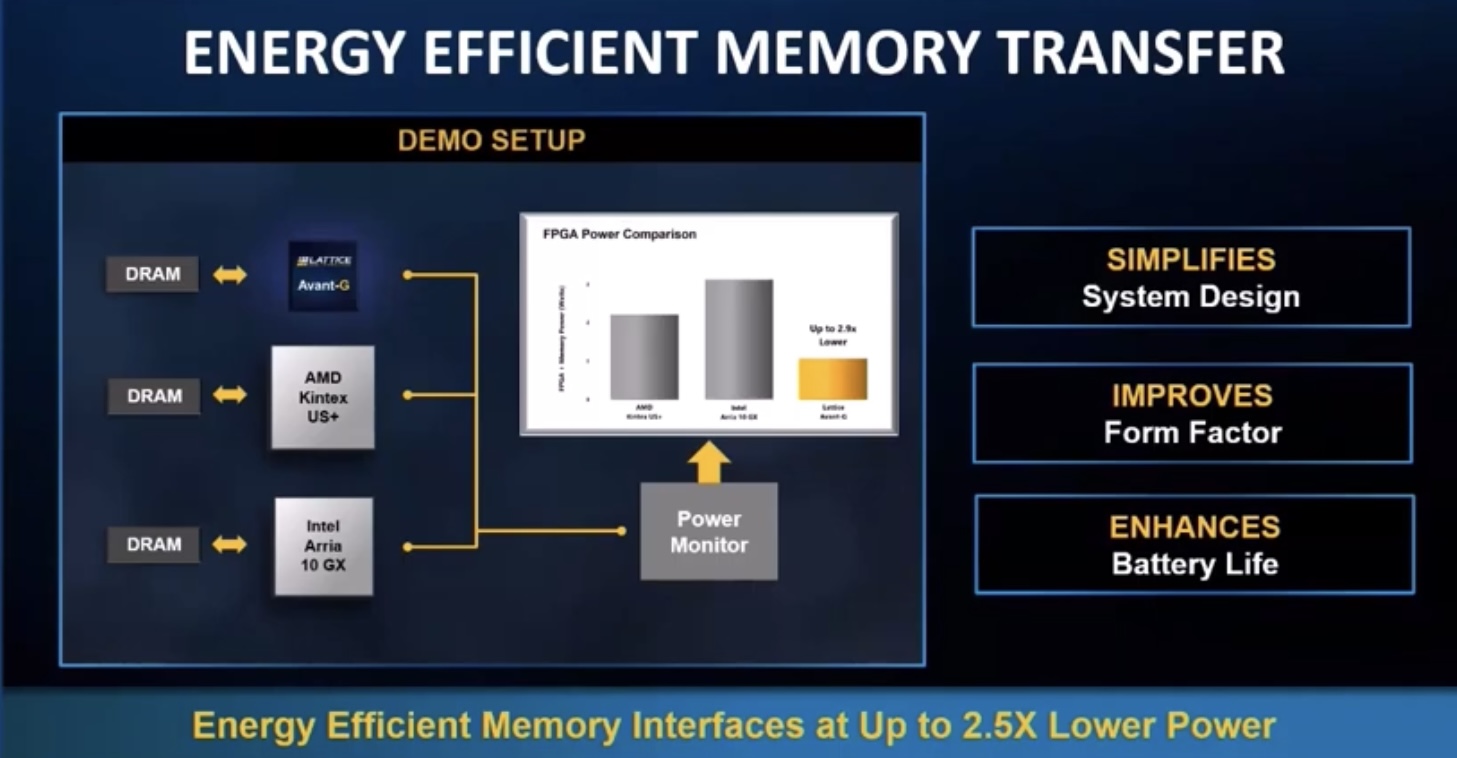 ENERGY EFFICIENT MEMORY TRANSFER
DEMO SETUP
DRAM
LATTICE
Avant-G
DRAM
AMD
Kintex
US+
DRAM
Intel
Arria
10 GX
FPGA Power Comparison
FPGA + Memory Power (Watts)
Up to 2.9x
Lower
AMD
Kintex US+
Intel
Arria 10 GX
Lattice
Avant-G
Power
Monitor
SIMPLIFIES
System Design
IMPROVES
Form Factor
ENHANCES
Battery Life
Energy Efficient Memory Interfaces at Up to 2.5X Lower Power